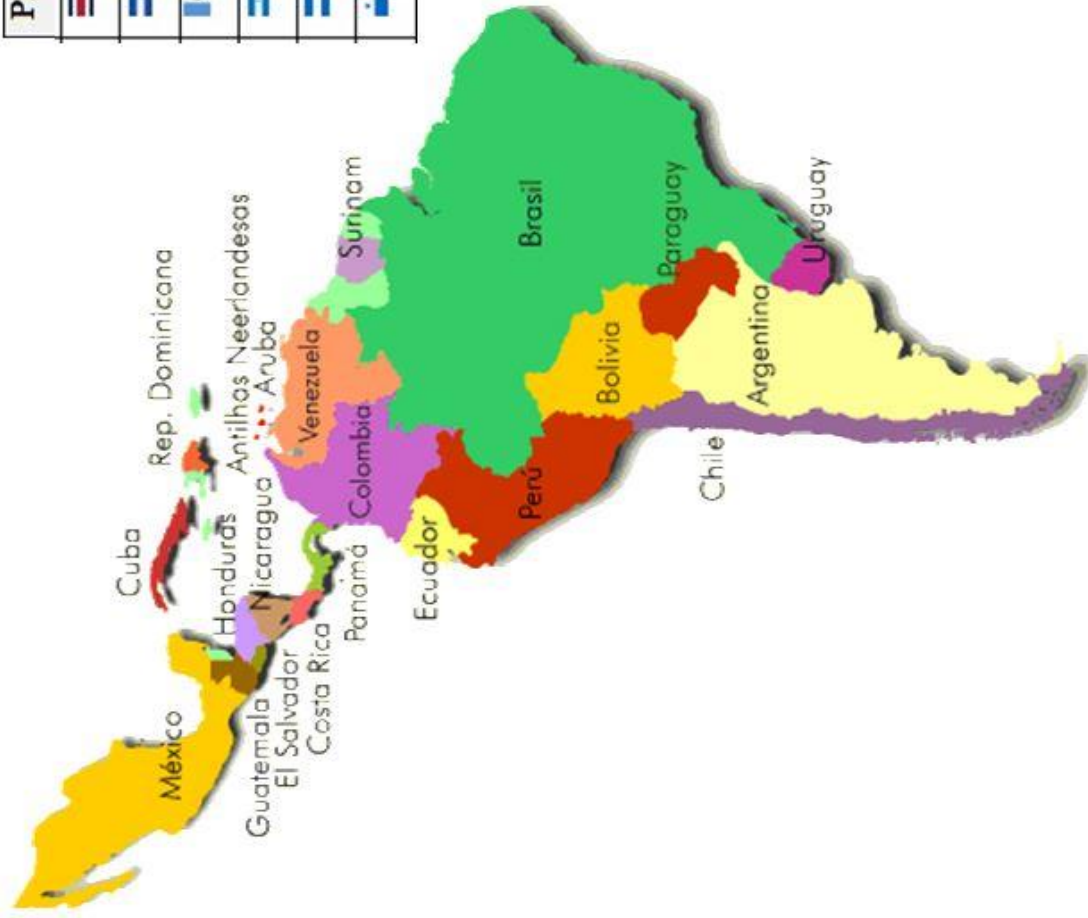 P
México
Cuba
Rep. Dominicana
Antilhas Neerlandesas
Aruba
Honduras
Nicaragua
Guatemala
El Salvador
Costa Rica
Panamá
Venezuela
Surinam
Colombia
Ecuador
Perú
Brasil
Bolivia
Paraguay
Chile
Argentina
Uruguay